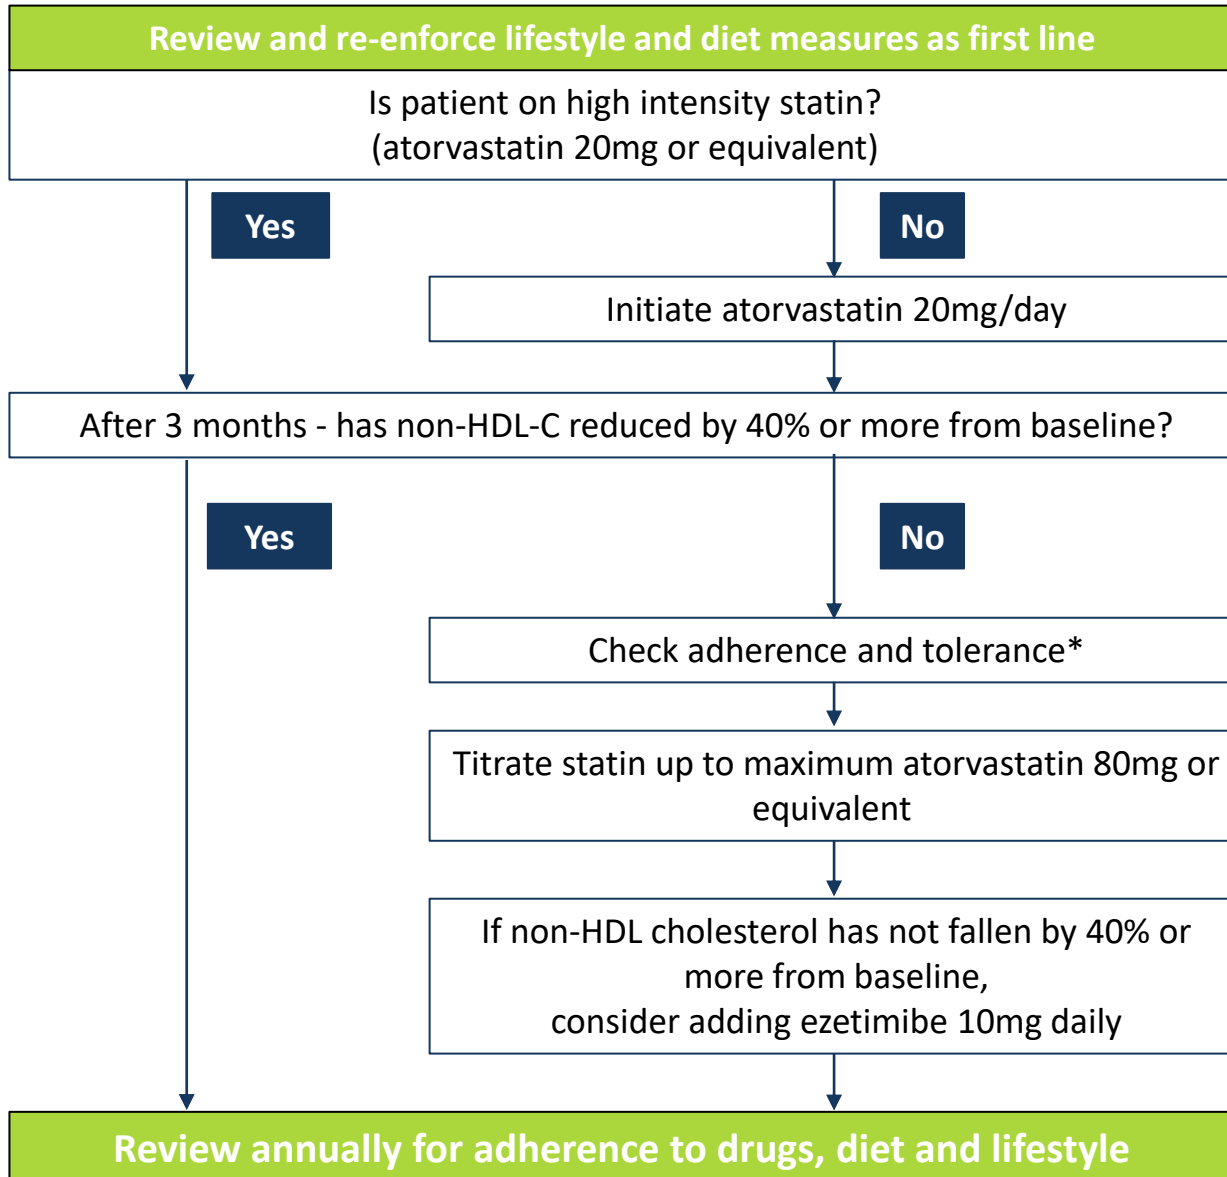 Review and re-enforce lifestyle and diet measures as first line
Is patient on high intensity statin?
(atorvastatin 20mg or equivalent)
Yes
No
Initiate atorvastatin 20mg/day
After 3 months - has non-HDL-C reduced by 40% or more from baseline?
Yes
No
Check adherence and tolerance*
Titrate statin up to maximum atorvastatin 80mg or
equivalent
If non-HDL cholesterol has not fallen by 40% or
more from baseline,
consider adding ezetimibe 10mg daily
Review annually for adherence to drugs, diet and lifestyle